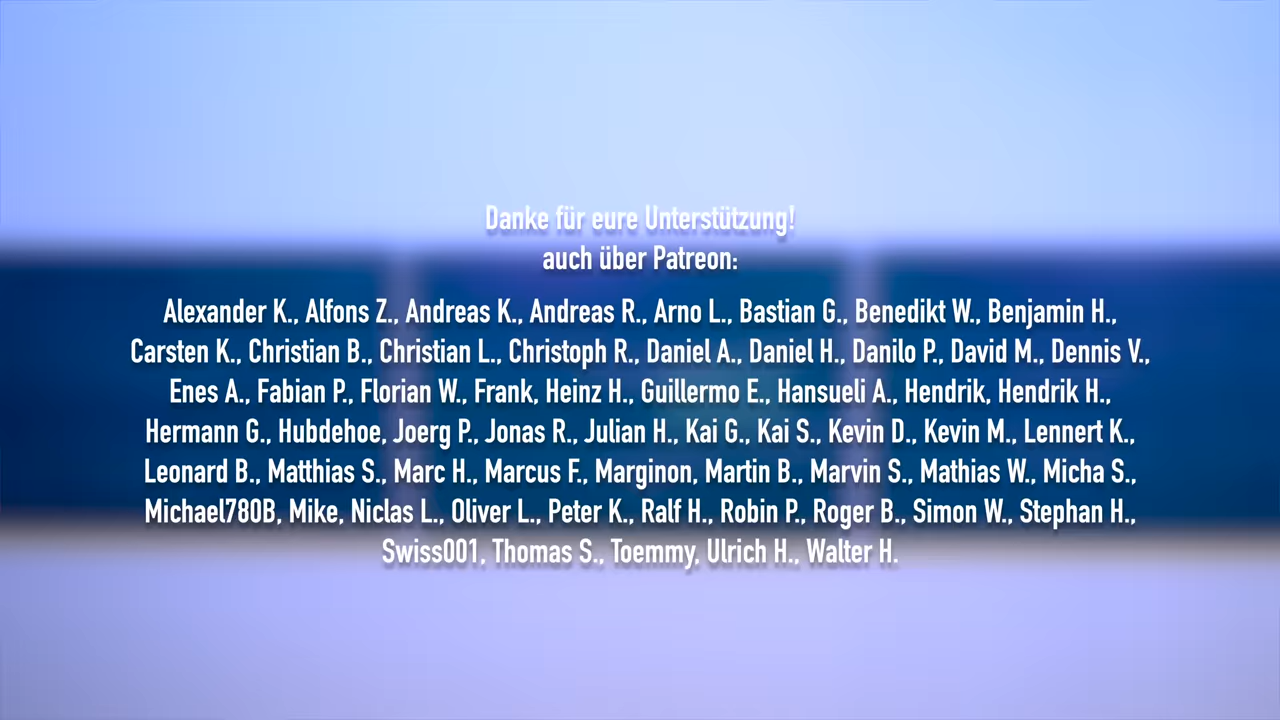 Danke für eure Unterstützung!
auch über Patreon:
Alexander K., Alfons Z., Andreas K., Andreas R., Arno L., Bastian G., Benedikt W., Benjamin H.,
Carsten K., Christian B., Christian L., Christoph R., Daniel A., Daniel H., Danilo P., David M., Dennis V.,
Enes A., Fabian P., Florian W., Frank, Heinz H., Guillermo E., Hansueli A., Hendrik, Hendrik H.,
Hermann G., Hubdehoe, Joerg P., Jonas R., Julian H., Kai G., Kai S., Kevin D., Kevin M., Lennert K.,
Leonard B., Matthias S., Marc H., Marcus F., Marginon, Martin B., Marvin S., Mathias W., Micha S.,
Michael780B, Mike, Niclas L., Oliver L., Peter K., Ralf H., Robin P., Roger B., Simon W., Stephan H.,
Swiss001, Thomas S., Toemmy, Ulrich H., Walter H.